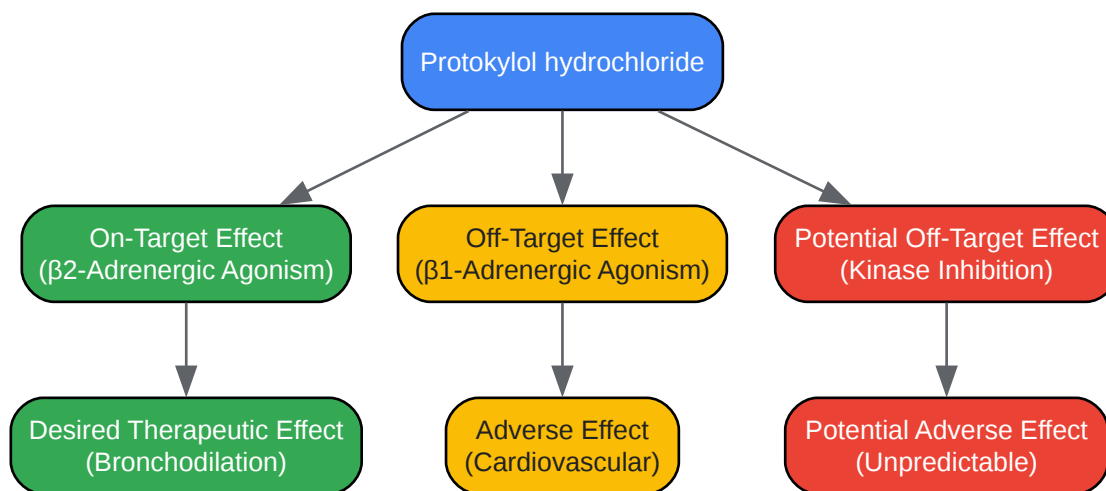 Protokylol hydrochloride
On-Target Effect
(β2-Adrenergic Agonism)
Off-Target Effect
(β1-Adrenergic Agonism)
Potential Off-Target Effect
(Kinase Inhibition)
Desired Therapeutic Effect
(Bronchodilation)
Adverse Effect
(Cardiovascular)
Potential Adverse Effect
(Unpredictable)